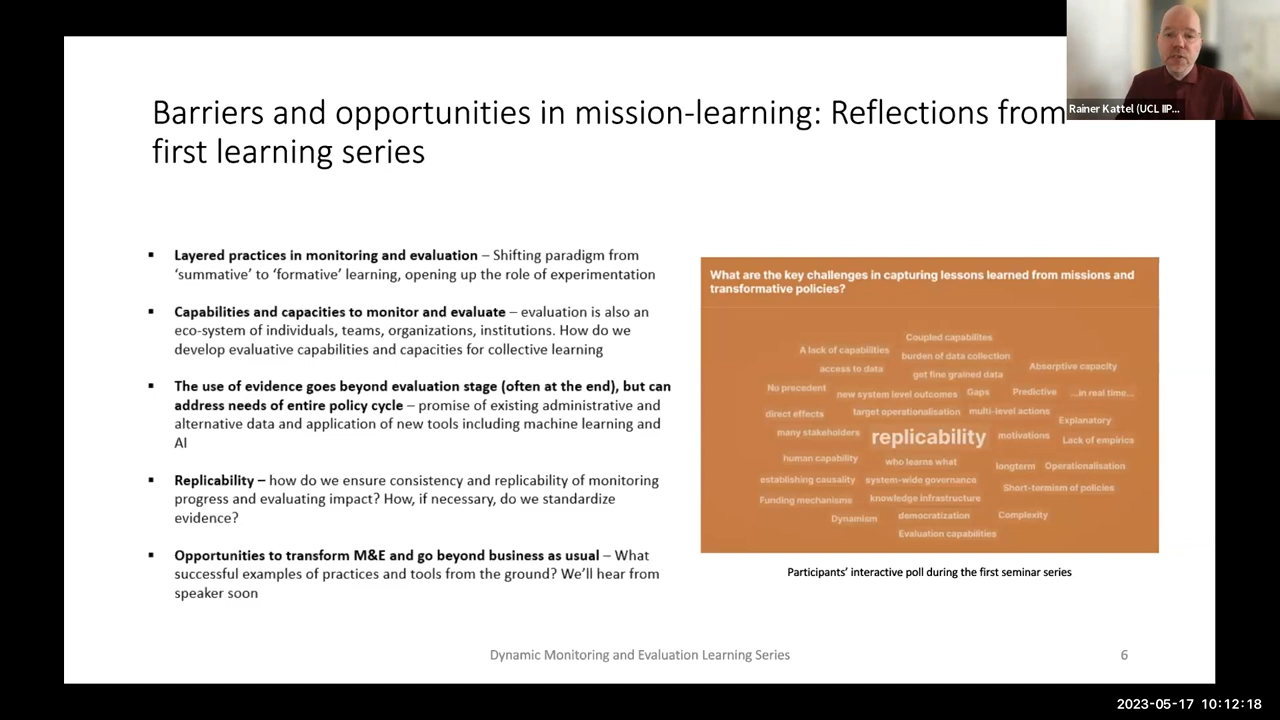 Barriers and opportunities in mission-learning: Reflections from
first learning series
Rainer Kattel (UCL IIP...
▪ Layered practices in monitoring and evaluation – Shifting paradigm from
‘summative’ to ‘formative’ learning, opening up the role of experimentation
▪ Capabilities and capacities to monitor and evaluate – evaluation is also an
eco-system of individuals, teams, organizations, institutions. How do we
develop evaluative capabilities and capacities for collective learning
▪ The use of evidence goes beyond evaluation stage (often at the end), but can
address needs of entire policy cycle – promise of existing administrative and
alternative data and application of new tools including machine learning and
AI
▪ Replicability – how do we ensure consistency and replicability of monitoring
progress and evaluating impact? How, if necessary, do we standardize
evidence?
▪ Opportunities to transform M&E and go beyond business as usual – What
successful examples of practices and tools from the ground? We’ll hear from
speaker soon
What are the key challenges in capturing lessons learned from missions and
transformative policies?
Coupled capabilites
A lack of capabilities
burden of data collection
access to data
get fine grained data
Absorptive capacity
No precedent
new system level outcomes
Gaps
Predictive
...in real time...
direct effects
target operationalisation
multi-level actions
Explanatory
many stakeholders
replicability
motivations
Lack of empirics
human capability
who learns what
longterm
Operationalisation
establishing causality
system-wide governance
Short-termism of policies
Funding mechanisms
knowledge infrastructure
Dynamism
democratization
Complexity
Evaluation capabilities
Participants’ interactive poll during the first seminar series
Dynamic Monitoring and Evaluation Learning Series
6
2023-05-17 10:12:18